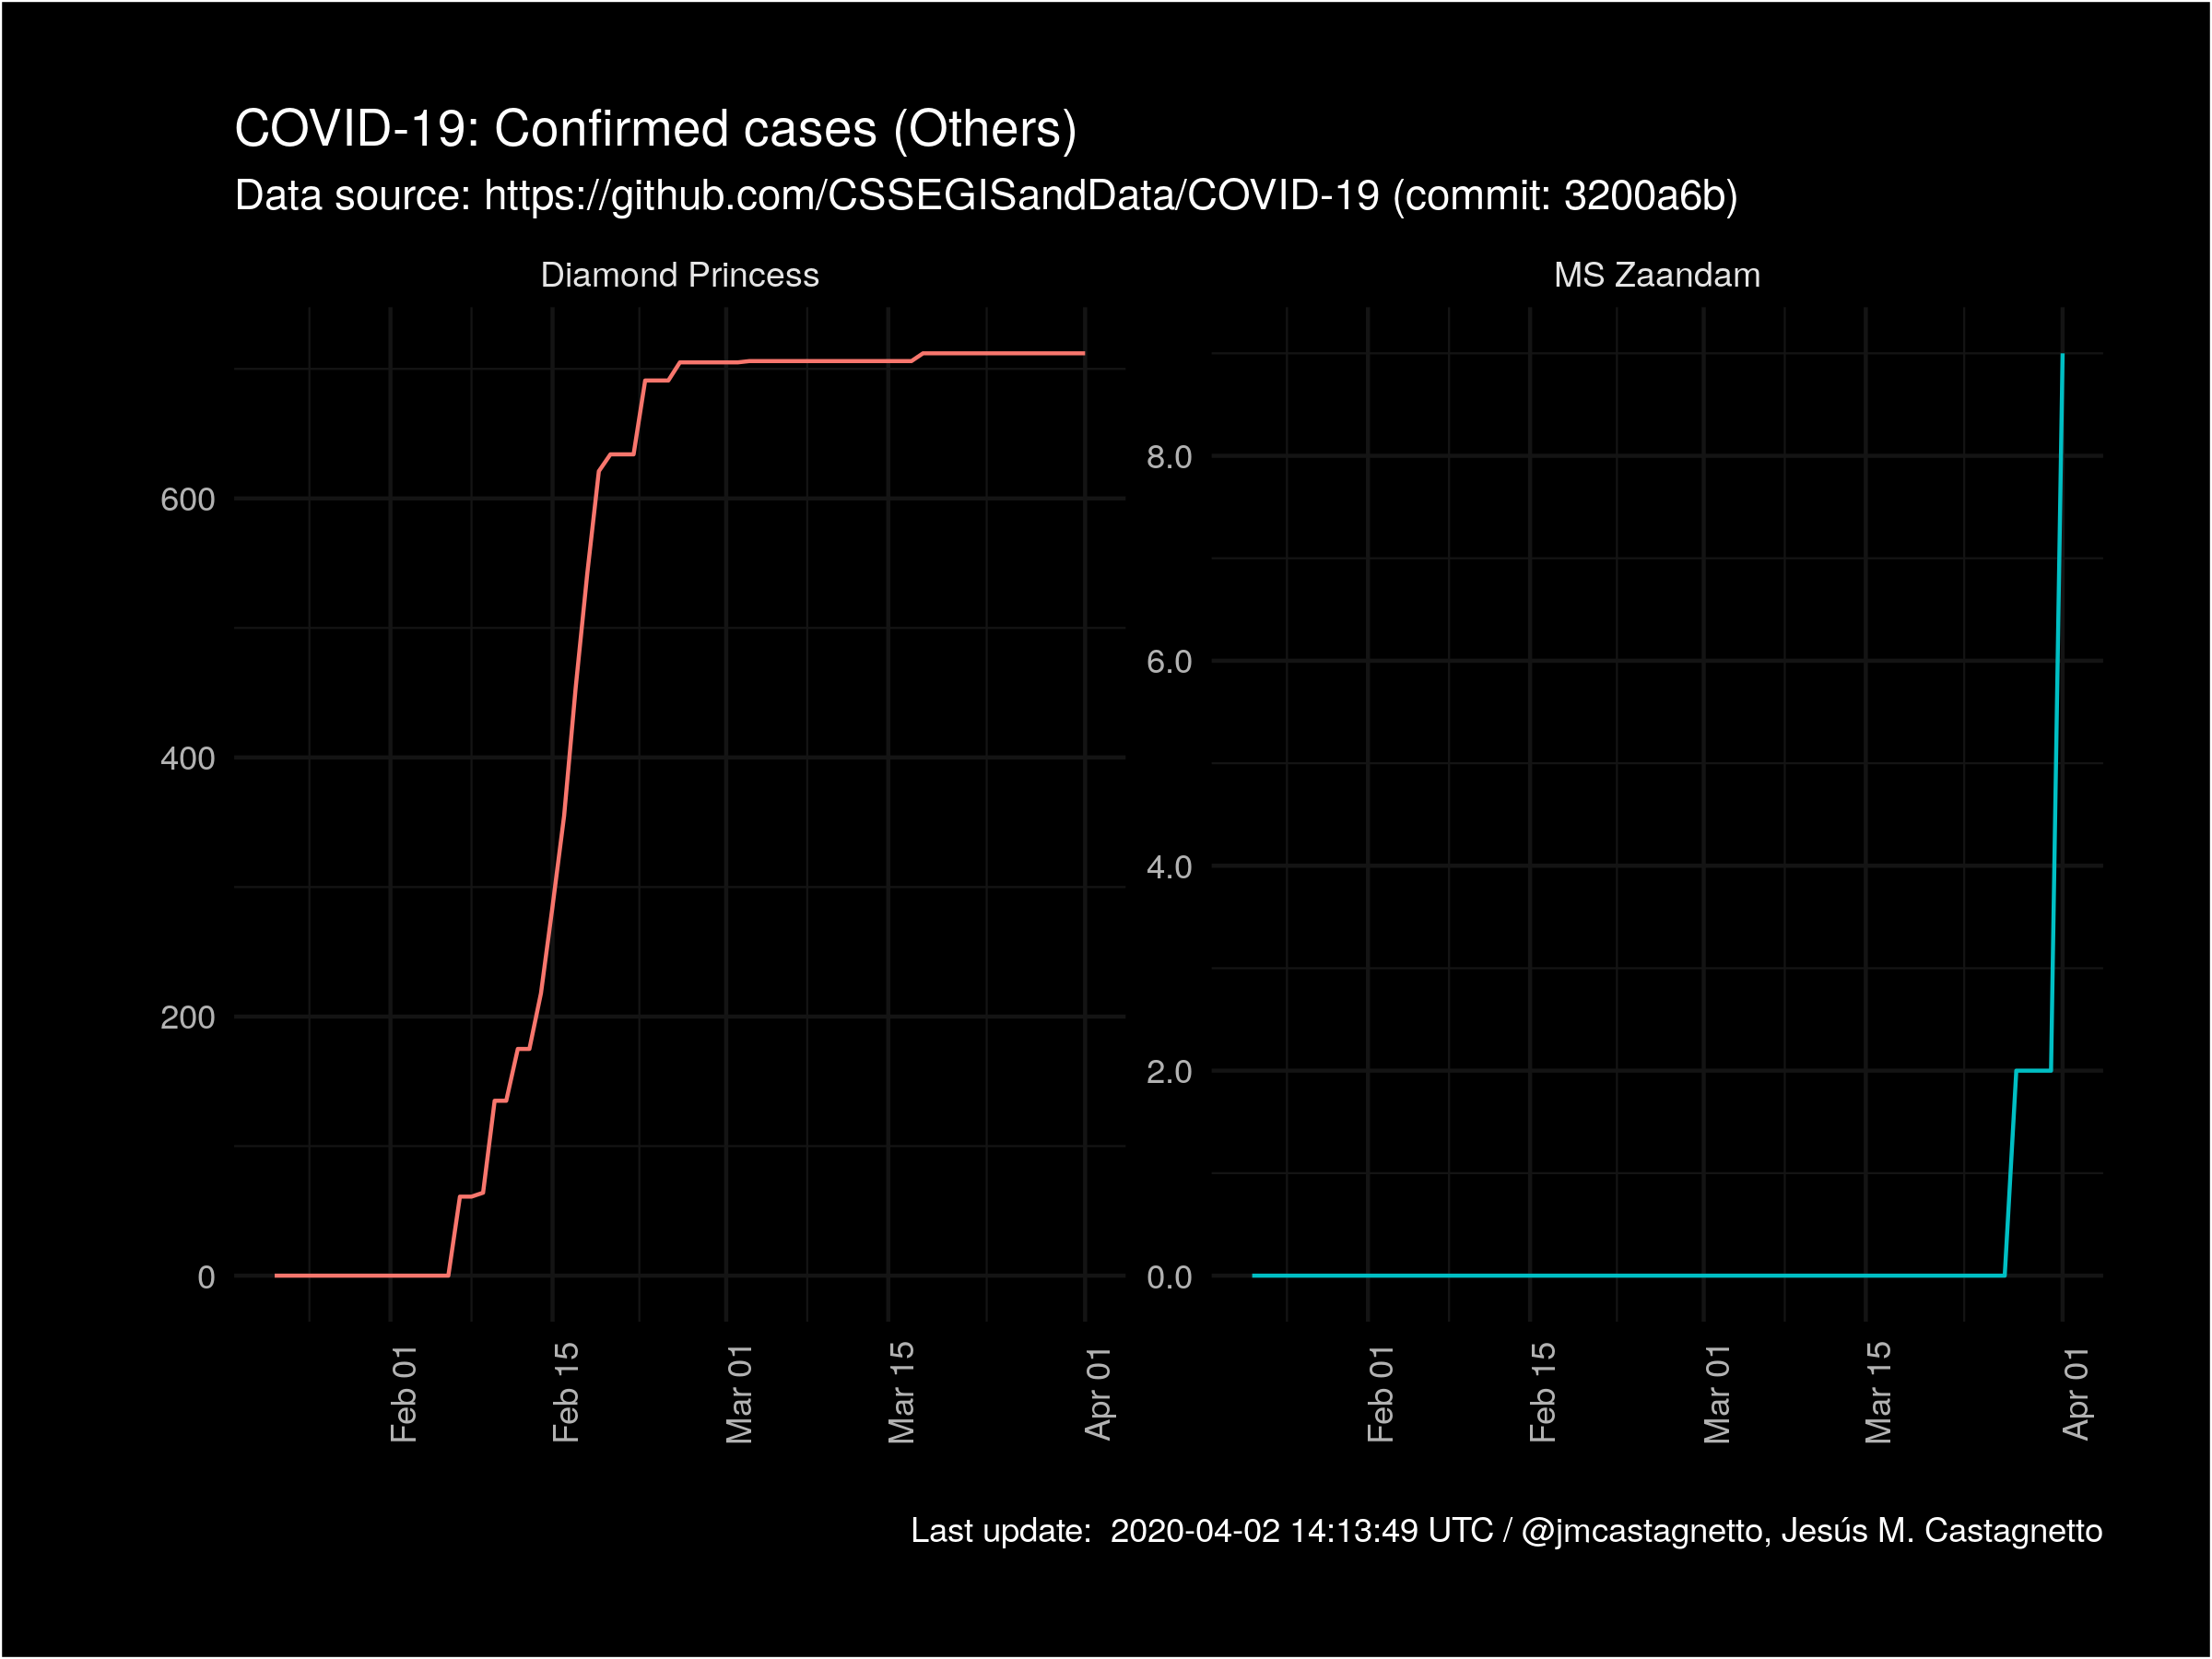 COVID-19: Confirmed cases (Others)
Data source: https://github.com/CSSEGISandData/COVID-19 (commit: 3200a6b)
Diamond Princess
600
400
200
0
Feb 01
Feb 15
Mar 01
Mar 15
Apr 01
MS Zaandam
8.0
6.0
4.0
2.0
0.0
Feb 01
Feb 15
Mar 01
Mar 15
Apr 01
Last update:  2020-04-02 14:13:49 UTC / @jmcastagnetto, Jesús M. Castagnetto